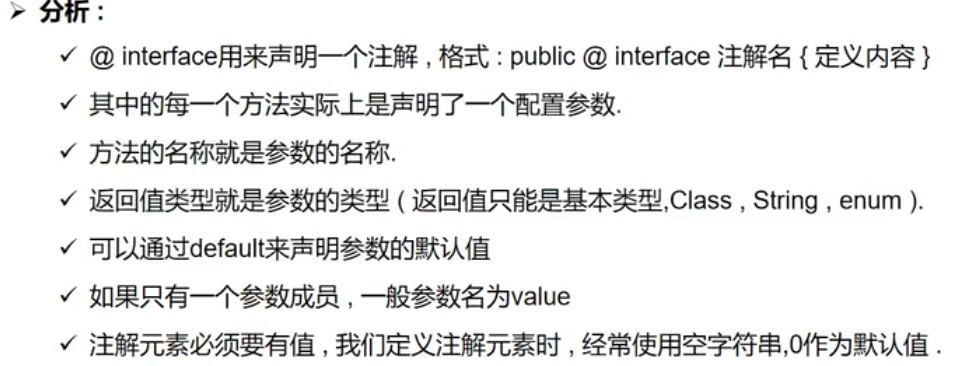 ➢ 分析：
✓ @ interface用来声明一个注解 , 格式 : public @ interface 注解名 { 定义内容 }
✓ 其中的每一个方法实际上是声明了一个配置参数.
✓ 方法的名称就是参数的名称.
✓ 返回值类型就是参数的类型 ( 返回值只能是基本类型,Class , String , enum ).
✓ 可以通过default来声明参数的默认值
✓ 如果只有一个参数成员 , 一般参数名为value
✓ 注解元素必须要有值 , 我们定义注解元素时 , 经常使用空字符串,0作为默认值 .